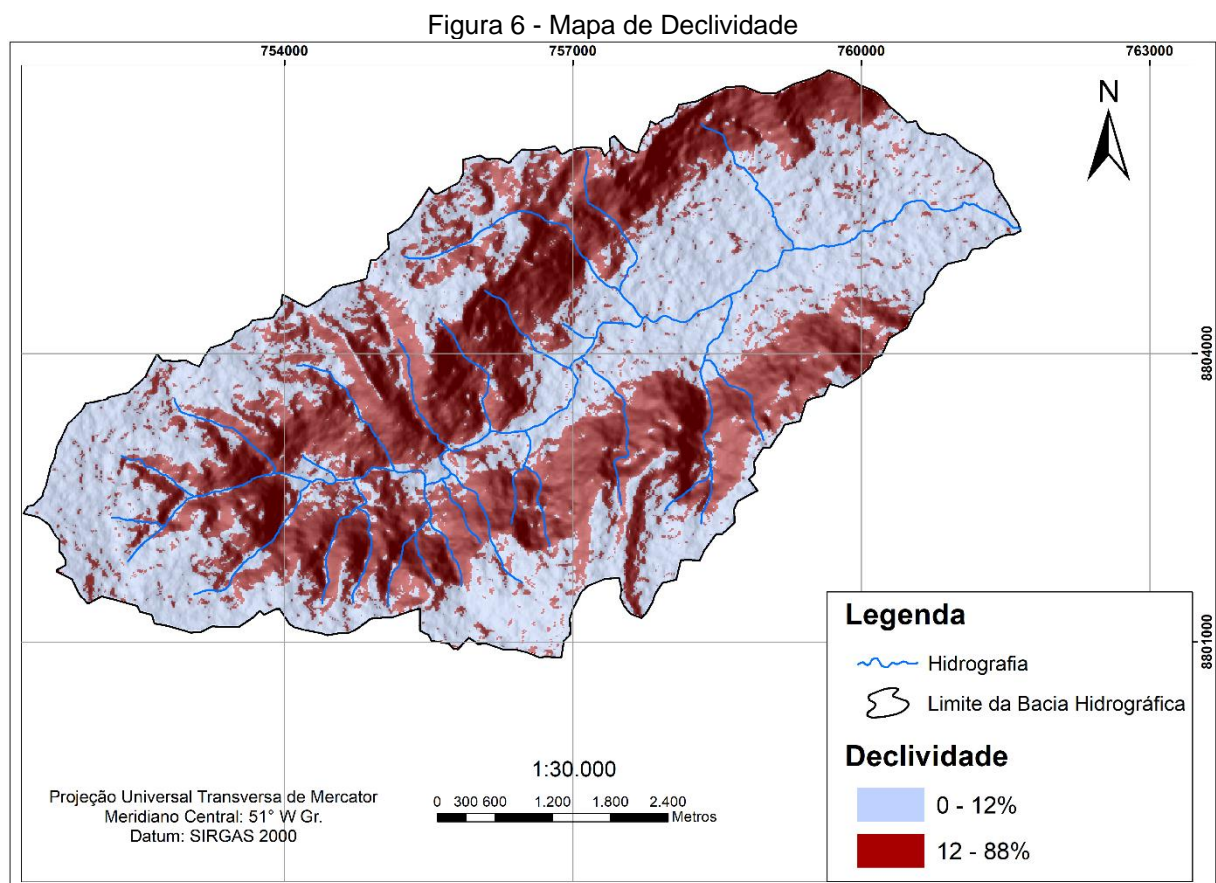 Figura 6 - Mapa de Declividade
754000 757000 760000 763000
N
8804000
8801000
Legenda
Hidrografia
Limite da Bacia Hidrográfica
Declividade
0 - 12%
12 - 88%
1:30.000
0 300 600 1.200 1.800 2.400
Metros
Projeção Universal Transversa de Mercator
Meridiano Central: 51° W Gr.
Datum: SIRGAS 2000